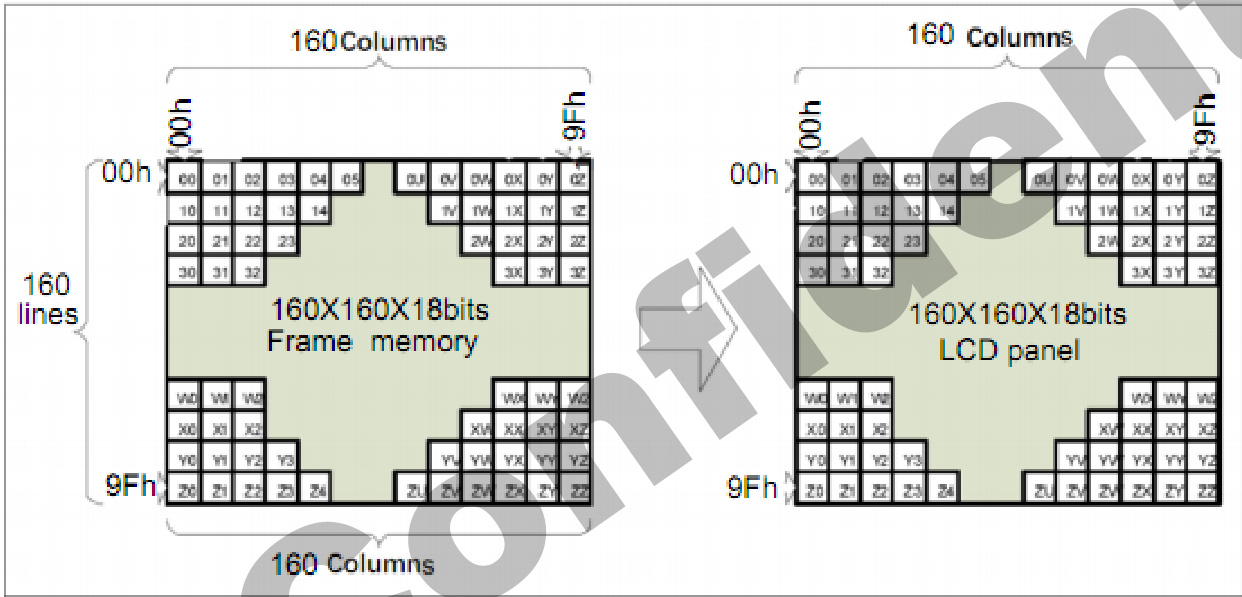 160 Columns
160 Columns
00h
9Fh
00h
9Fh
00h
00 01 02 03 04 05 0U 0V 0W 0X 0Y 0Z
10 11 12 13 14 1V 1W 1X 1Y 1Z
20 21 22 23 2W 2X 2Y 2Z
30 31 32 3X 3Y 3Z
160
lines
160X160X18bits
Frame memory
W0 W1 W2 WX WY WZ
X0 X1 X2 XW XX XY XZ
Y0 Y1 Y2 Y3 YV YW YX YY YZ
9Fh
Z0 Z1 Z2 Z3 Z4 ZU ZV ZW ZX ZY ZZ
160 Columns
00h
00 01 02 03 04 05 0U 0V 0W 0X 0Y 0Z
10 11 12 13 14 1V 1W 1X 1Y 1Z
20 21 22 23 2W 2X 2Y 2Z
30 31 32 3X 3Y 3Z
160X160X18bits
LCD panel
W0 W1 W2 WX WY WZ
X0 X1 X2 XV XX XY XZ
Y0 Y1 Y2 Y3 YV YW YX YY YZ
9Fh
Z0 Z1 Z2 Z3 Z4 ZU ZV ZW ZX ZY ZZ